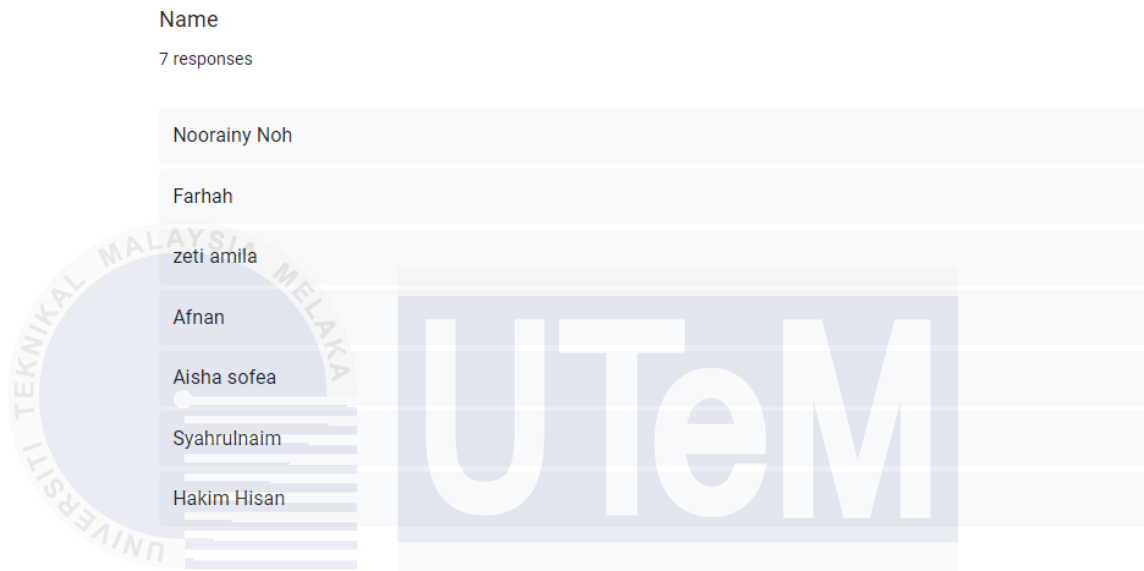 Name
7 responses
Noorainy Noh
Farhah
zeti amila
Afnan
Aisha sofea
Syahrulnaim
Hakim Hisan
UNIVERSITI TEKNIKAL MALAYSIA MELAKA
UTeM